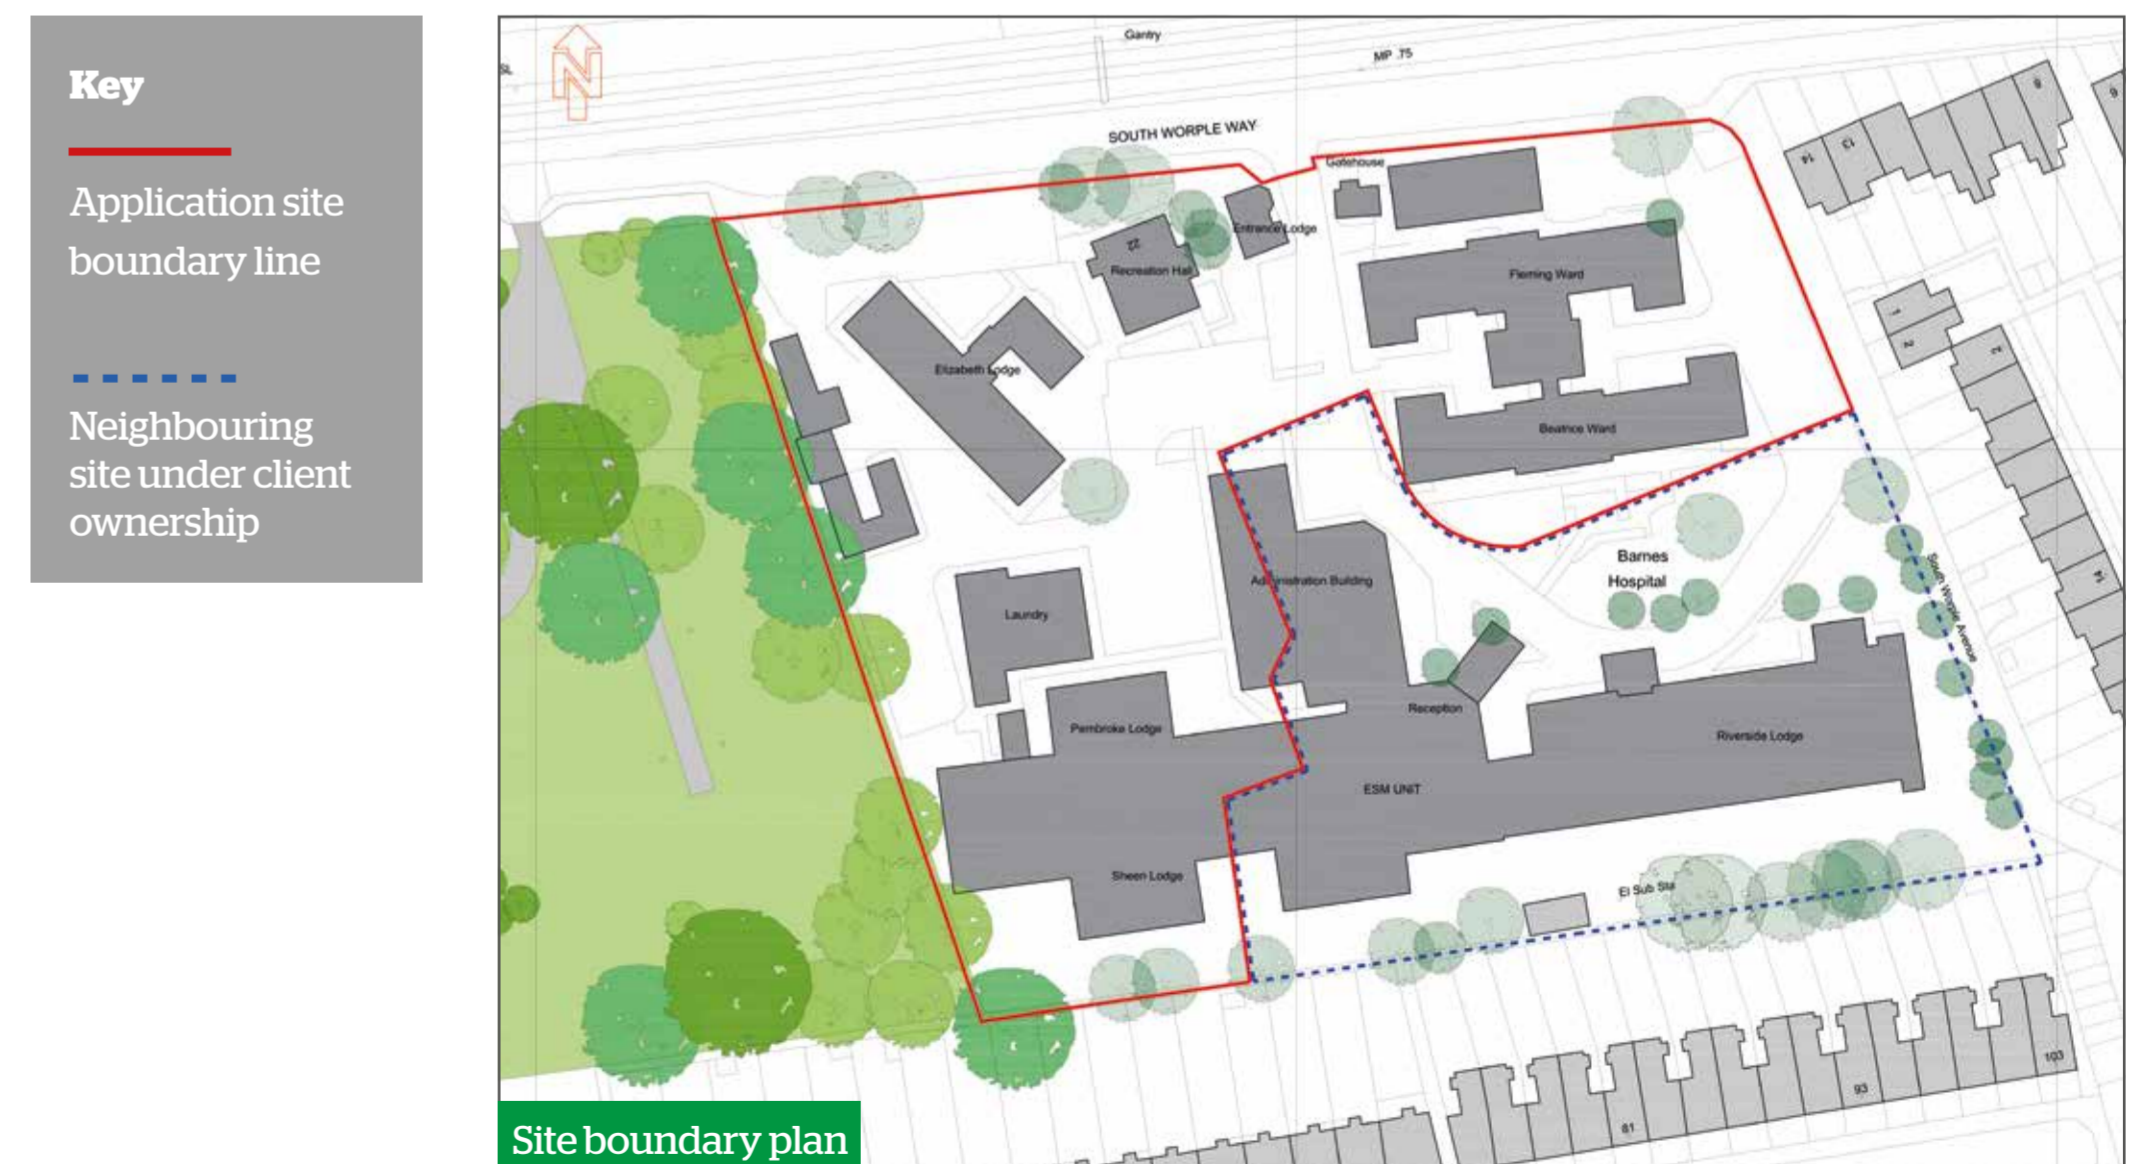 Key
Application site
boundary line
Neighbouring
site under client
ownership
SL
N
Gantry
MP .75
SOUTH WORPLE WAY
Gatehouse
Entrance Lodge
22
Recreation Hall
Fleming Ward
Elizabeth Lodge
Beatrice Ward
14
13
8
6
1
2
2
14
Barnes
Hospital
South Worple Avenue
Administration Building
Laundry
Reception
Pembroke Lodge
Riverside Lodge
ESM UNIT
Sheen Lodge
El Sub Sta
103
93
81
Site boundary plan